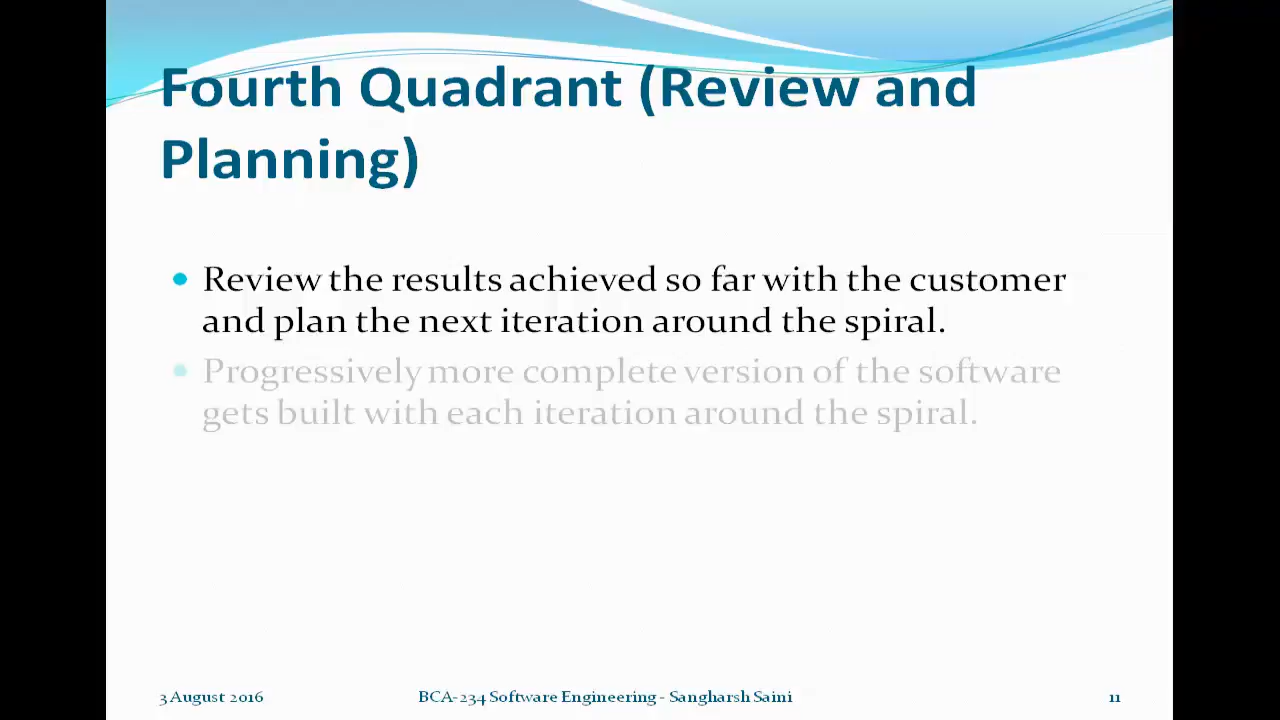 Fourth Quadrant (Review and
Planning)
• Review the results achieved so far with the customer
and plan the next iteration around the spiral.
• Progressively more complete version of the software
gets built with each iteration around the spiral.
3 August 2016 BCA-234 Software Engineering - Sangharsh Saini 11